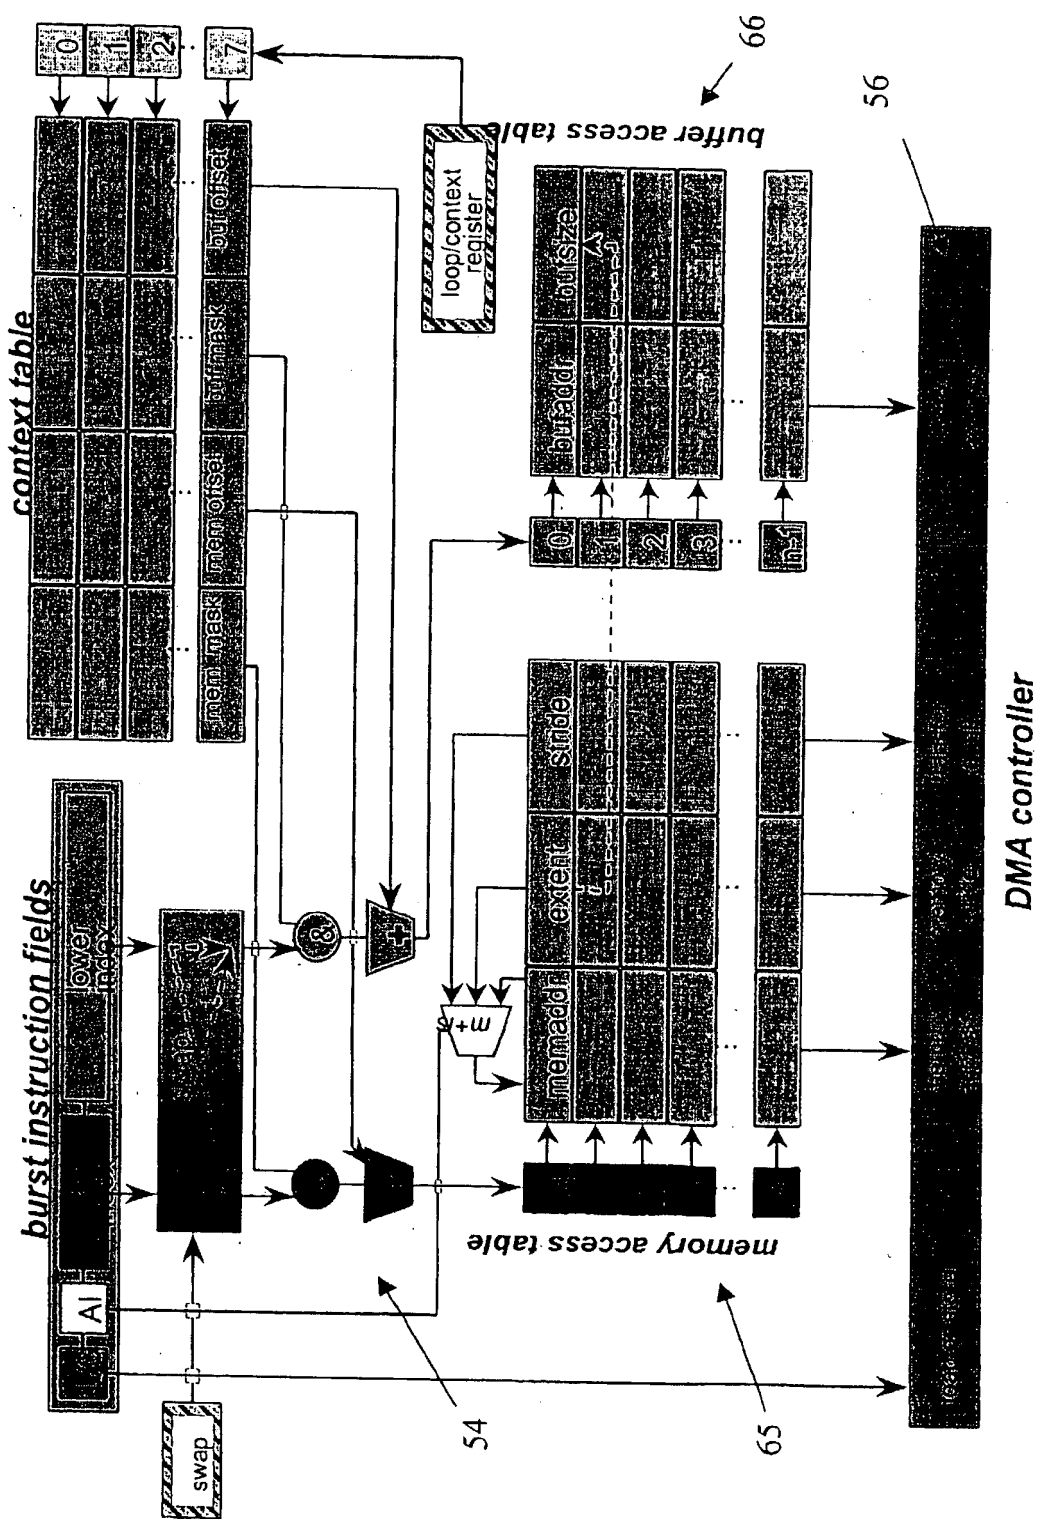 burst instruction fields
context table
AI
lower
index
0
1
2
7
swap
mem mask
mem offset
buf mask
buf offset
&
+
loop/context
register
54
m+rs
memory access table
buffer access table
memaddr
extent
stride
0
1
2
3
n-1
bufaddr
bufsize
65
66
56
DMA controller